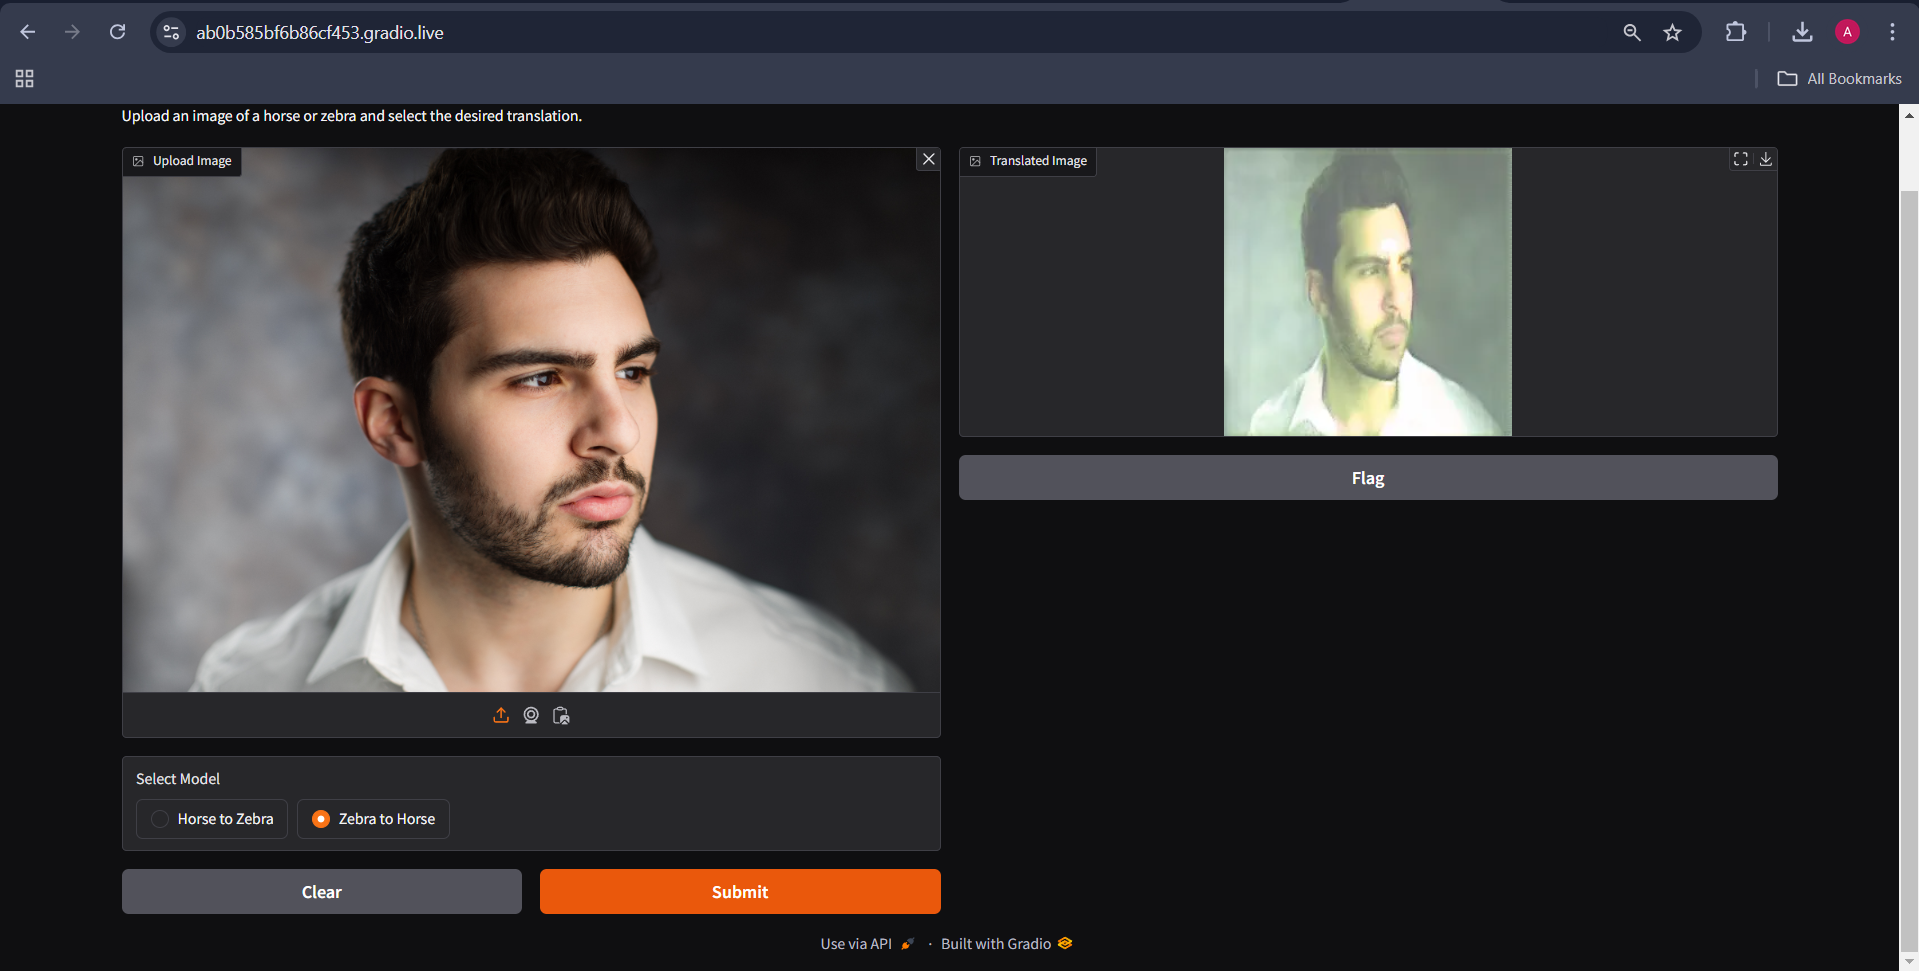 ab0b585bf6b86cf453.gradio.live
A
All Bookmarks
Upload an image of a horse or zebra and select the desired translation.
Upload Image
Translated Image
Flag
Select Model
Horse to Zebra
Zebra to Horse
Clear
Submit
Use via API · Built with Gradio